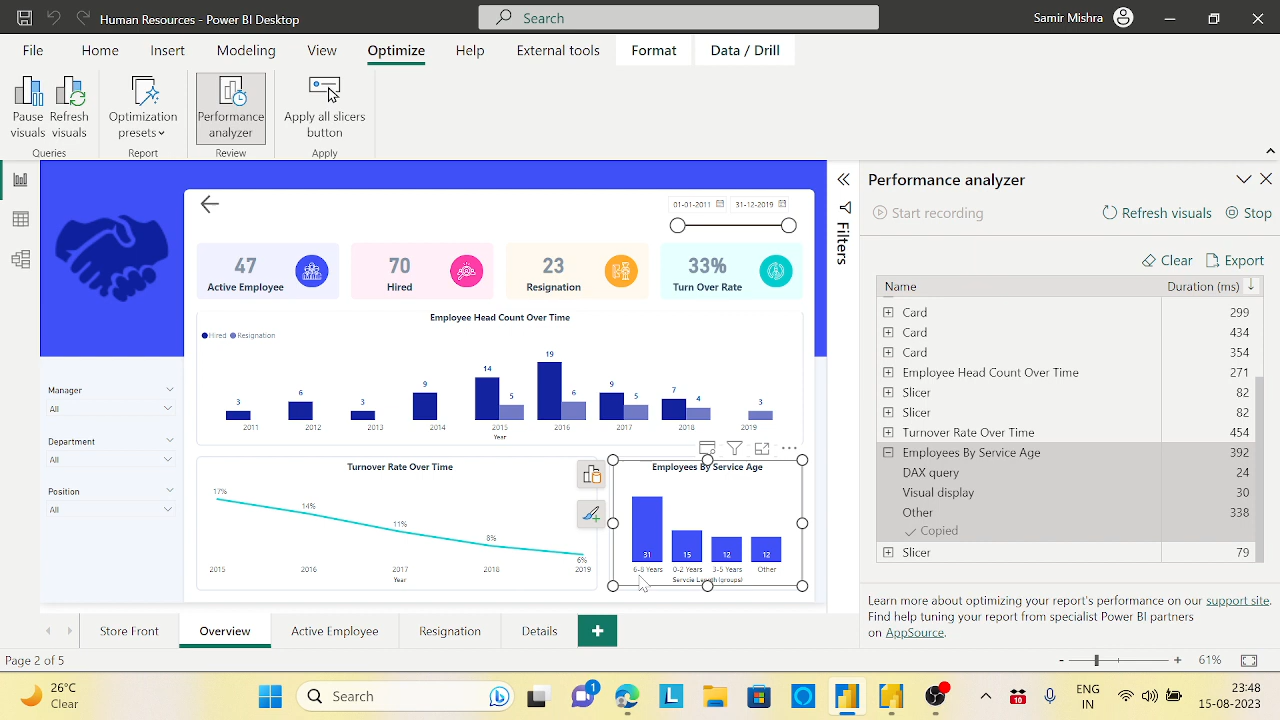 Human Resources - Power BI Desktop
Search
Samir Mishra
File
Home
Insert
Modeling
View
Optimize
Help
External tools
Format
Data / Drill
Pause visuals
Refresh visuals
Optimization presets
Performance analyzer
Apply all slicers button
Queries
Report
Review
Apply
01-01-2011
31-12-2019
47
Active Employee
70
Hired
23
Resignation
33%
Turn Over Rate
Employee Head Count Over Time
Hired
Resignation
3
6
3
9
14
5
19
6
9
5
7
4
3
2011
2012
2013
2014
2015
2016
2017
2018
2019
Year
Manager
All
Department
All
Position
All
Turnover Rate Over Time
17%
14%
11%
8%
6%
2015
2016
2017
2018
2019
Year
Employees By Service Age
31
15
12
12
6-8 Years
0-2 Years
3-5 Years
Other
Servcie Length (groups)
Filters
Performance analyzer
Start recording
Refresh visuals
Stop
Clear
Export
Name
Duration (ms)
Card 299
Card 434
Card 354
Employee Head Count Over Time 271
Slicer 82
Slicer 82
Turnover Rate Over Time 454
Employees By Service Age 392
DAX query 24
Visual display 30
Other 338
Copied
Slicer 79
Learn more about optimizing your report's performance on our support site.
Find help tuning your report from specialist Power BI partners
on AppSource.
Store Front
Overview
Active Employee
Resignation
Details
+
Page 2 of 5
- + 61%
26°C
Clear
Search
1
L
10
ENG
IN
23:48
15-08-2023